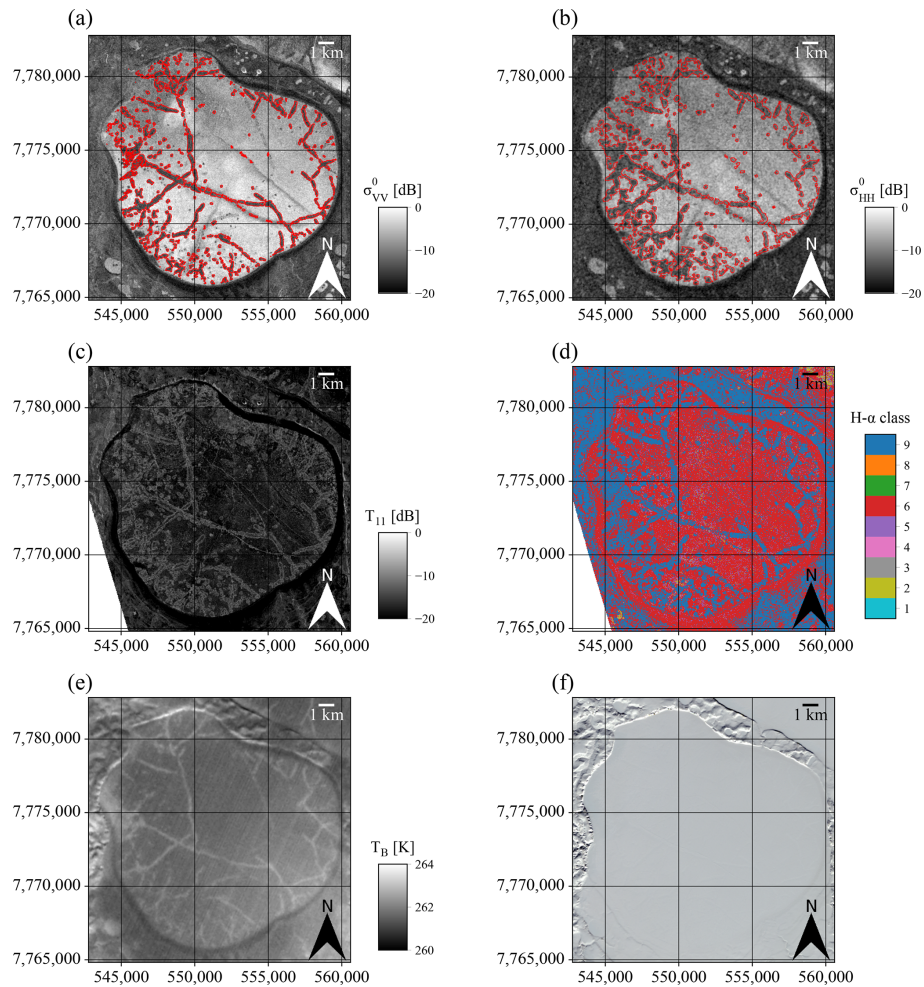 (a)
(b)
1 km
1 km
7,780,000
7,775,000
7,770,000
7,765,000
545,000 550,000 555,000 560,000
N
σ⁰VV [dB]
0
−10
−20
7,780,000
7,775,000
7,770,000
7,765,000
545,000 550,000 555,000 560,000
N
σ⁰HH [dB]
0
−10
−20
(c)
(d)
1 km
1 km
7,780,000
7,775,000
7,770,000
7,765,000
545,000 550,000 555,000 560,000
N
T11 [dB]
0
−10
−20
7,780,000
7,775,000
7,770,000
7,765,000
545,000 550,000 555,000 560,000
N
H-α class
9
8
7
6
5
4
3
2
1
(e)
(f)
1 km
1 km
7,780,000
7,775,000
7,770,000
7,765,000
545,000 550,000 555,000 560,000
N
TB [K]
264
262
260
7,780,000
7,775,000
7,770,000
7,765,000
545,000 550,000 555,000 560,000
N